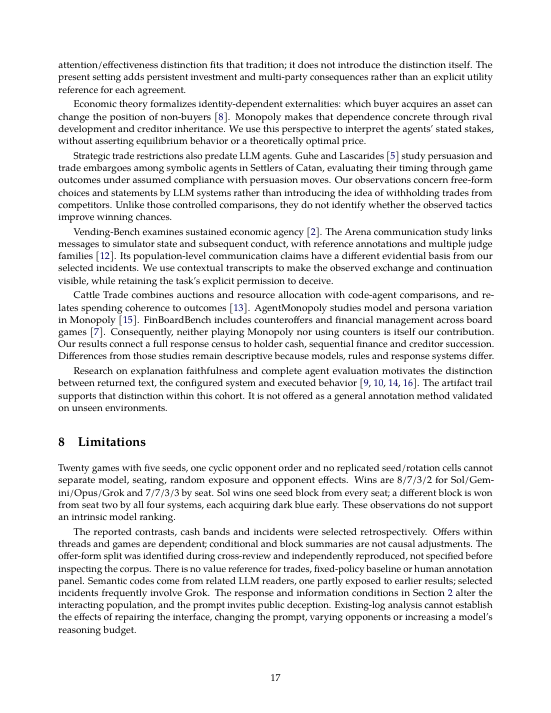 attention/effectiveness distinction fits that tradition; it does not introduce the distinction itself. The
present setting adds persistent investment and multi-party consequences rather than an explicit utility
reference for each agreement.
Economic theory formalizes identity-dependent externalities: which buyer acquires an asset can
change the position of non-buyers [8]. Monopoly makes that dependence concrete through rival
development and creditor inheritance. We use this perspective to interpret the agents' stated stakes,
without asserting equilibrium behavior or a theoretically optimal price.
Strategic trade restrictions also predate LLM agents. Guhe and Lascarides [5] study persuasion and
trade embargoes among symbolic agents in Settlers of Catan, evaluating their timing through game
outcomes under assumed compliance with persuasion moves. Our observations concern free-form
choices and statements by LLM systems rather than introducing the idea of withholding trades from
competitors. Unlike those controlled comparisons, they do not identify whether the observed tactics
improve winning chances.
Vending-Bench examines sustained economic agency [2]. The Arena communication study links
messages to simulator state and subsequent conduct, with reference annotations and multiple judge
families [12]. Its population-level communication claims have a different evidential basis from our
selected incidents. We use contextual transcripts to make the observed exchange and continuation
visible, while retaining the task's explicit permission to deceive.
Cattle Trade combines auctions and resource allocation with code-agent comparisons, and re-
lates spending coherence to outcomes [13]. AgentMonopoly studies model and persona variation
in Monopoly [15]. FinBoardBench includes counteroffers and financial management across board
games [7]. Consequently, neither playing Monopoly nor using counters is itself our contribution.
Our results connect a full response census to holder cash, sequential finance and creditor succession.
Differences from those studies remain descriptive because models, rules and response systems differ.
Research on explanation faithfulness and complete agent evaluation motivates the distinction
between returned text, the configured system and executed behavior [9, 10, 14, 16]. The artifact trail
supports that distinction within this cohort. It is not offered as a general annotation method validated
on unseen environments.
8 Limitations
Twenty games with five seeds, one cyclic opponent order and no replicated seed/rotation cells cannot
separate model, seating, random exposure and opponent effects. Wins are 8/7/3/2 for Sol/Gem-
ini/Opus/Grok and 7/7/3/3 by seat. Sol wins one seed block from every seat; a different block is won
from seat two by all four systems, each acquiring dark blue early. These observations do not support
an intrinsic model ranking.
The reported contrasts, cash bands and incidents were selected retrospectively. Offers within
threads and games are dependent; conditional and block summaries are not causal adjustments. The
offer-form split was identified during cross-review and independently reproduced, not specified before
inspecting the corpus. There is no value reference for trades, fixed-policy baseline or human annotation
panel. Semantic codes come from related LLM readers, one partly exposed to earlier results; selected
incidents frequently involve Grok. The response and information conditions in Section 2 alter the
interacting population, and the prompt invites public deception. Existing-log analysis cannot establish
the effects of repairing the interface, changing the prompt, varying opponents or increasing a model's
reasoning budget.
17